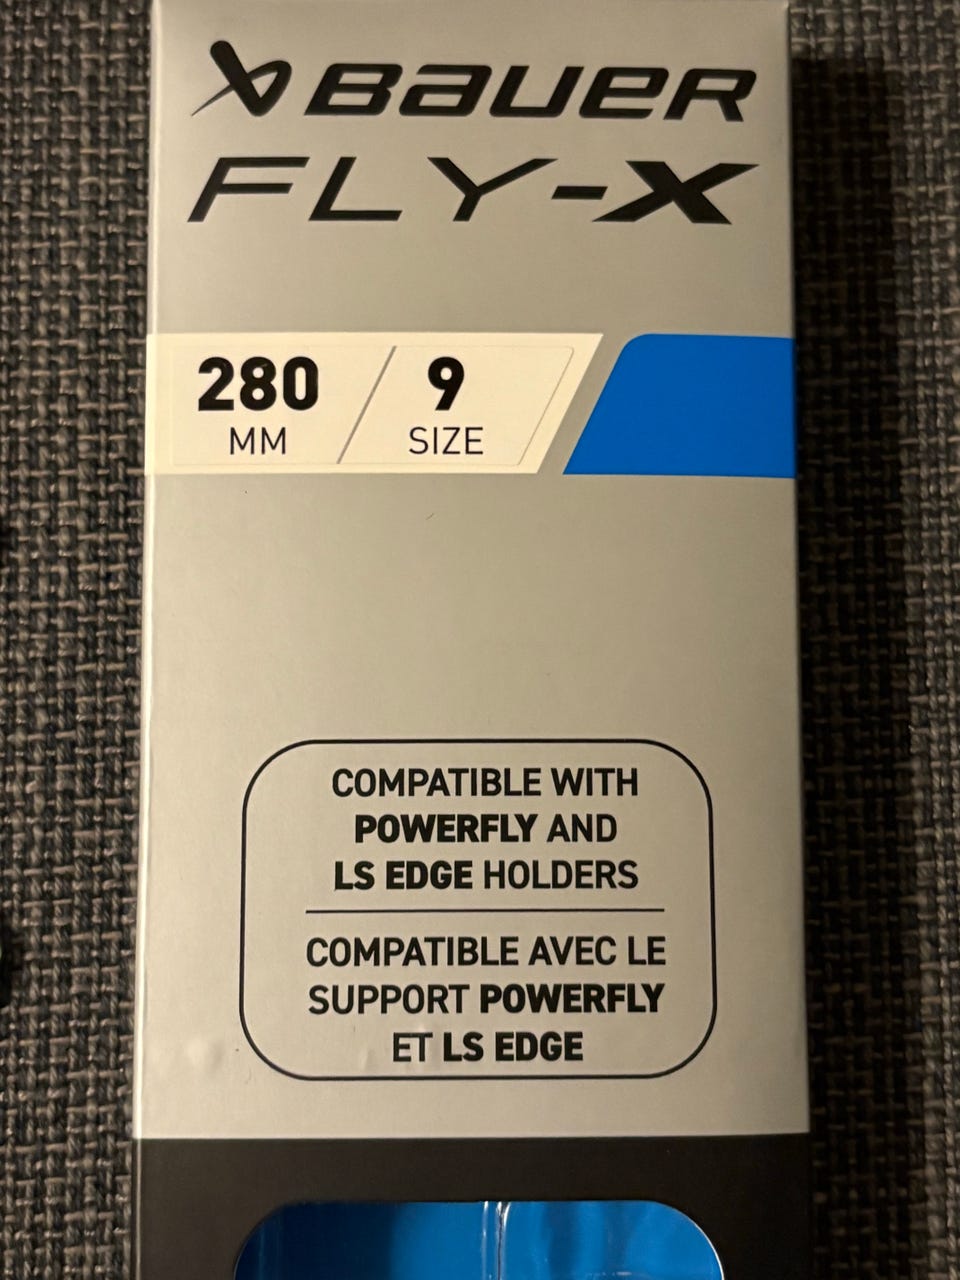 BAUER
FLY-X
280 9
MM SIZE
COMPATIBLE WITH
POWERFLY AND
LS EDGE HOLDERS
COMPATIBLE AVEC LE
SUPPORT POWERFLY
ET LS EDGE